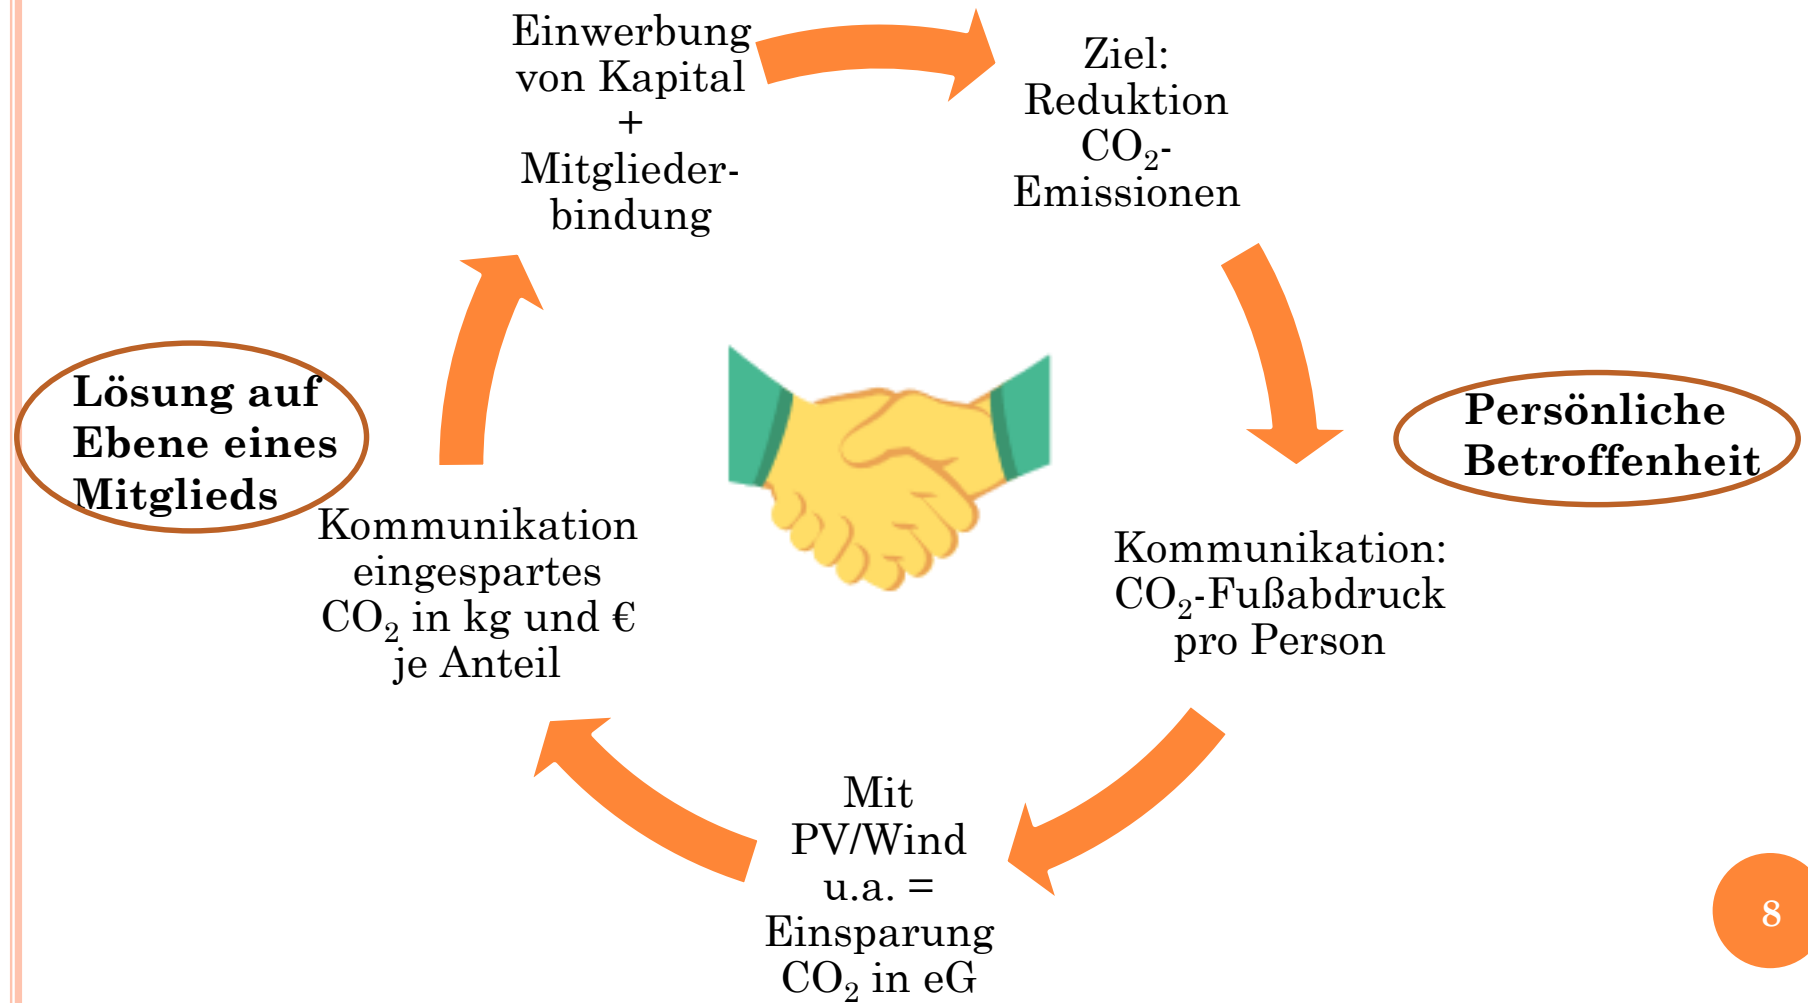 Einwerbung
von Kapital
+
Mitglieder-
bindung
Ziel:
Reduktion
CO₂-
Emissionen
Persönliche
Betroffenheit
Kommunikation:
CO₂-Fußabdruck
pro Person
Mit
PV/Wind
u.a. =
Einsparung
CO₂ in eG
Kommunikation
eingespartes
CO₂ in kg und €
je Anteil
Lösung auf
Ebene eines
Mitglieds
8